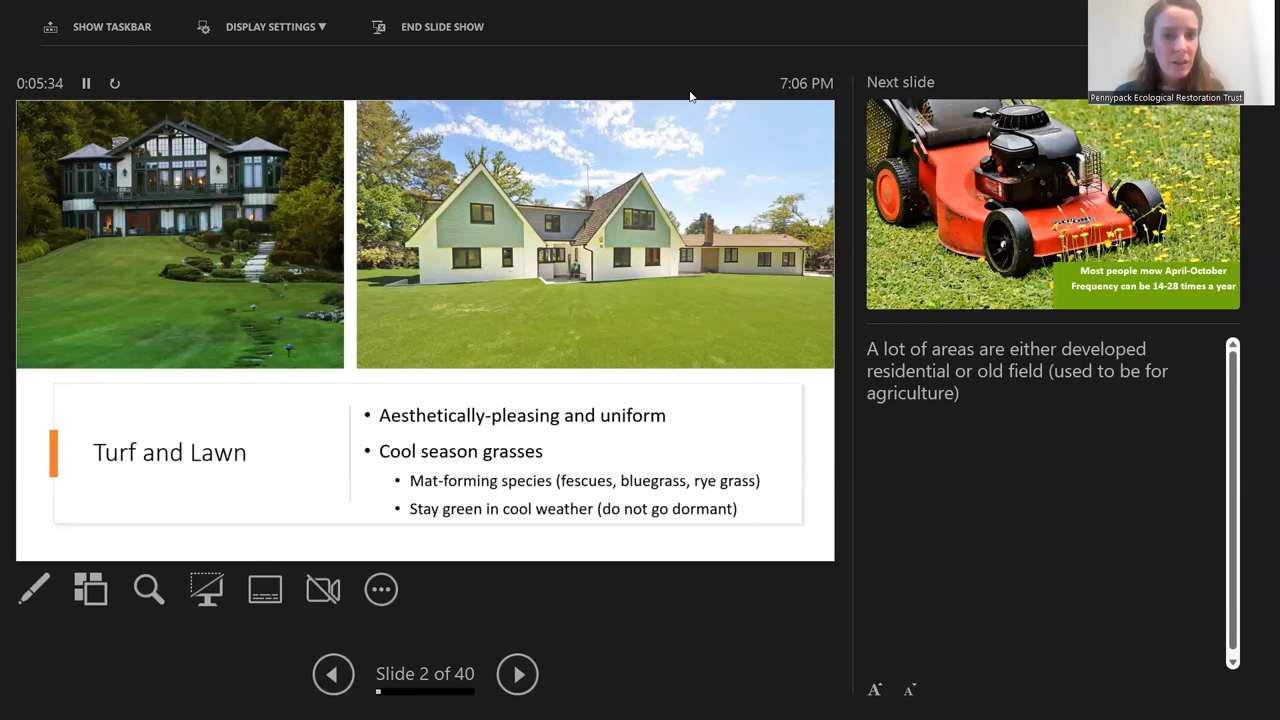 SHOW TASKBAR
DISPLAY SETTINGS ▼
END SLIDE SHOW
0:05:34
7:06 PM
Next slide
Pennypack Ecological Restoration Trust
Most people mow April-October
Frequency can be 14-28 times a year
Turf and Lawn
• Aesthetically-pleasing and uniform
• Cool season grasses
• Mat-forming species (fescues, bluegrass, rye grass)
• Stay green in cool weather (do not go dormant)
A lot of areas are either developed
residential or old field (used to be for
agriculture)
Slide 2 of 40
A A